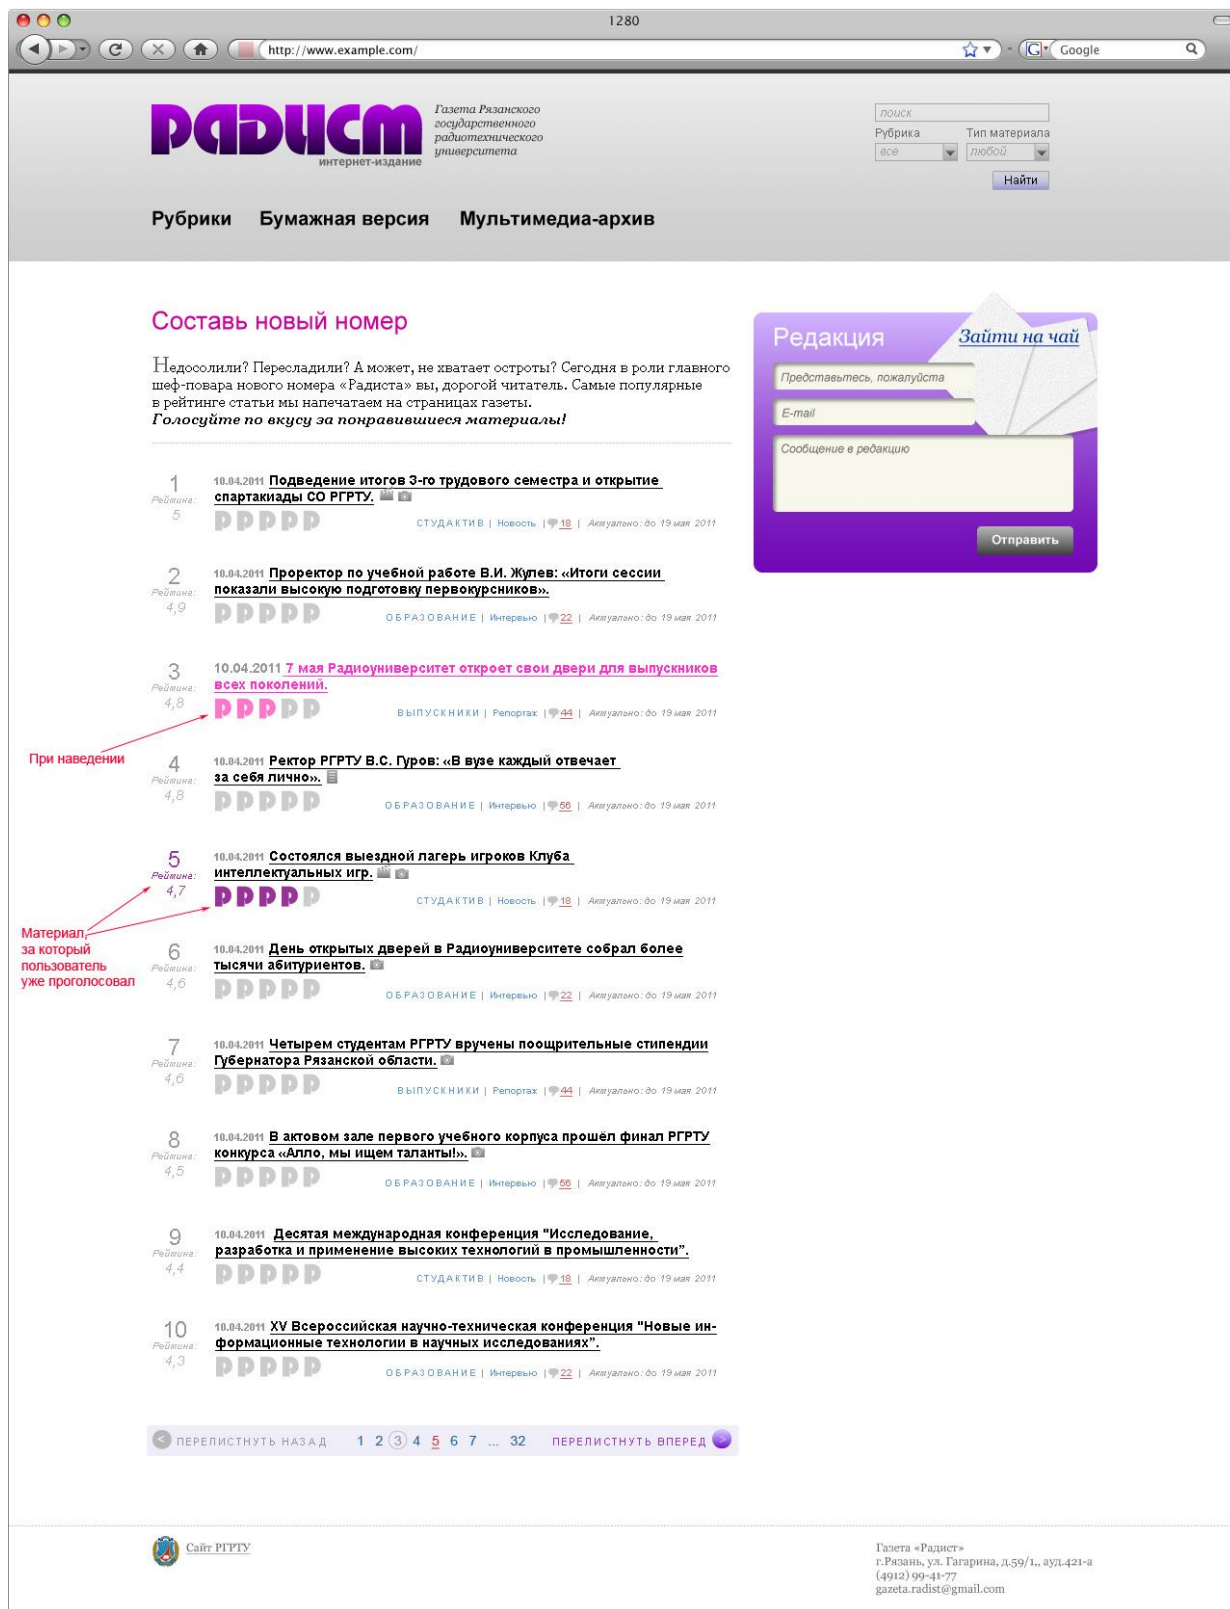 1280
http://www.example.com/
Google
Радист
интернет-издание
Газета Рязанского
государственного
радиотехнического
университета
поиск
Рубрика Тип материала
все любой
Найти
Рубрики Бумажная версия Мультимедиа-архив
Составь новый номер
Недосолили? Пересладили? А может, не хватает остроты? Сегодня в роли главного
шеф-повара нового номера «Радиста» вы, дорогой читатель. Самые популярные
в рейтинге статьи мы напечатаем на страницах газеты.
Голосуйте по вкусу за понравившиеся материалы!
Редакция
Зайти на чай
Представьтесь, пожалуйста
E-mail
Сообщение в редакцию
Отправить
1
Рейтинг:
5
10.04.2011 Подведение итогов 3-го трудового семестра и открытие
спартакиады СО РГРТУ.
СТУДАКТИВ | Новость | 18 | Актуально: до 19 мая 2011
2
Рейтинг:
4,9
10.04.2011 Проректор по учебной работе В.И. Жулев: «Итоги сессии
показали высокую подготовку первокурсников».
ОБРАЗОВАНИЕ | Интервью | 22 | Актуально: до 19 мая 2011
3
Рейтинг:
4,8
10.04.2011 7 мая Радиоуниверситет откроет свои двери для выпускников
всех поколений.
ВЫПУСКНИКИ | Репортаж | 44 | Актуально: до 19 мая 2011
При наведении
4
Рейтинг:
4,8
10.04.2011 Ректор РГРТУ В.С. Гуров: «В вузе каждый отвечает
за себя лично».
ОБРАЗОВАНИЕ | Интервью | 56 | Актуально: до 19 мая 2011
5
Рейтинг:
4,7
10.04.2011 Состоялся выездной лагерь игроков Клуба
интеллектуальных игр.
СТУДАКТИВ | Новость | 18 | Актуально: до 19 мая 2011
Материал,
за который
пользователь
уже проголосовал
6
Рейтинг:
4,6
10.04.2011 День открытых дверей в Радиоуниверситете собрал более
тысячи абитуриентов.
ОБРАЗОВАНИЕ | Интервью | 22 | Актуально: до 19 мая 2011
7
Рейтинг:
4,6
10.04.2011 Четырем студентам РГРТУ вручены поощрительные стипендии
Губернатора Рязанской области.
ВЫПУСКНИКИ | Репортаж | 44 | Актуально: до 19 мая 2011
8
Рейтинг:
4,5
10.04.2011 В актовом зале первого учебного корпуса прошёл финал РГРТУ
конкурса «Алло, мы ищем таланты!».
ОБРАЗОВАНИЕ | Интервью | 56 | Актуально: до 19 мая 2011
9
Рейтинг:
4,4
10.04.2011 Десятая международная конференция "Исследование,
разработка и применение высоких технологий в промышленности".
СТУДАКТИВ | Новость | 18 | Актуально: до 19 мая 2011
10
Рейтинг:
4,3
10.04.2011 XV Всероссийская научно-техническая конференция "Новые ин-
формационные технологии в научных исследованиях".
ОБРАЗОВАНИЕ | Интервью | 22 | Актуально: до 19 мая 2011
< ПЕРЕЛИСТНУТЬ НАЗАД 1 2 3 4 5 6 7 ... 32 ПЕРЕЛИСТНУТЬ ВПЕРЕД >
Сайт РГРТУ
Газета «Радист»
г.Рязань, ул. Гагарина, д.59/1,, ауд.421-а
(4912) 99-41-77
gazeta.radist@gmail.com